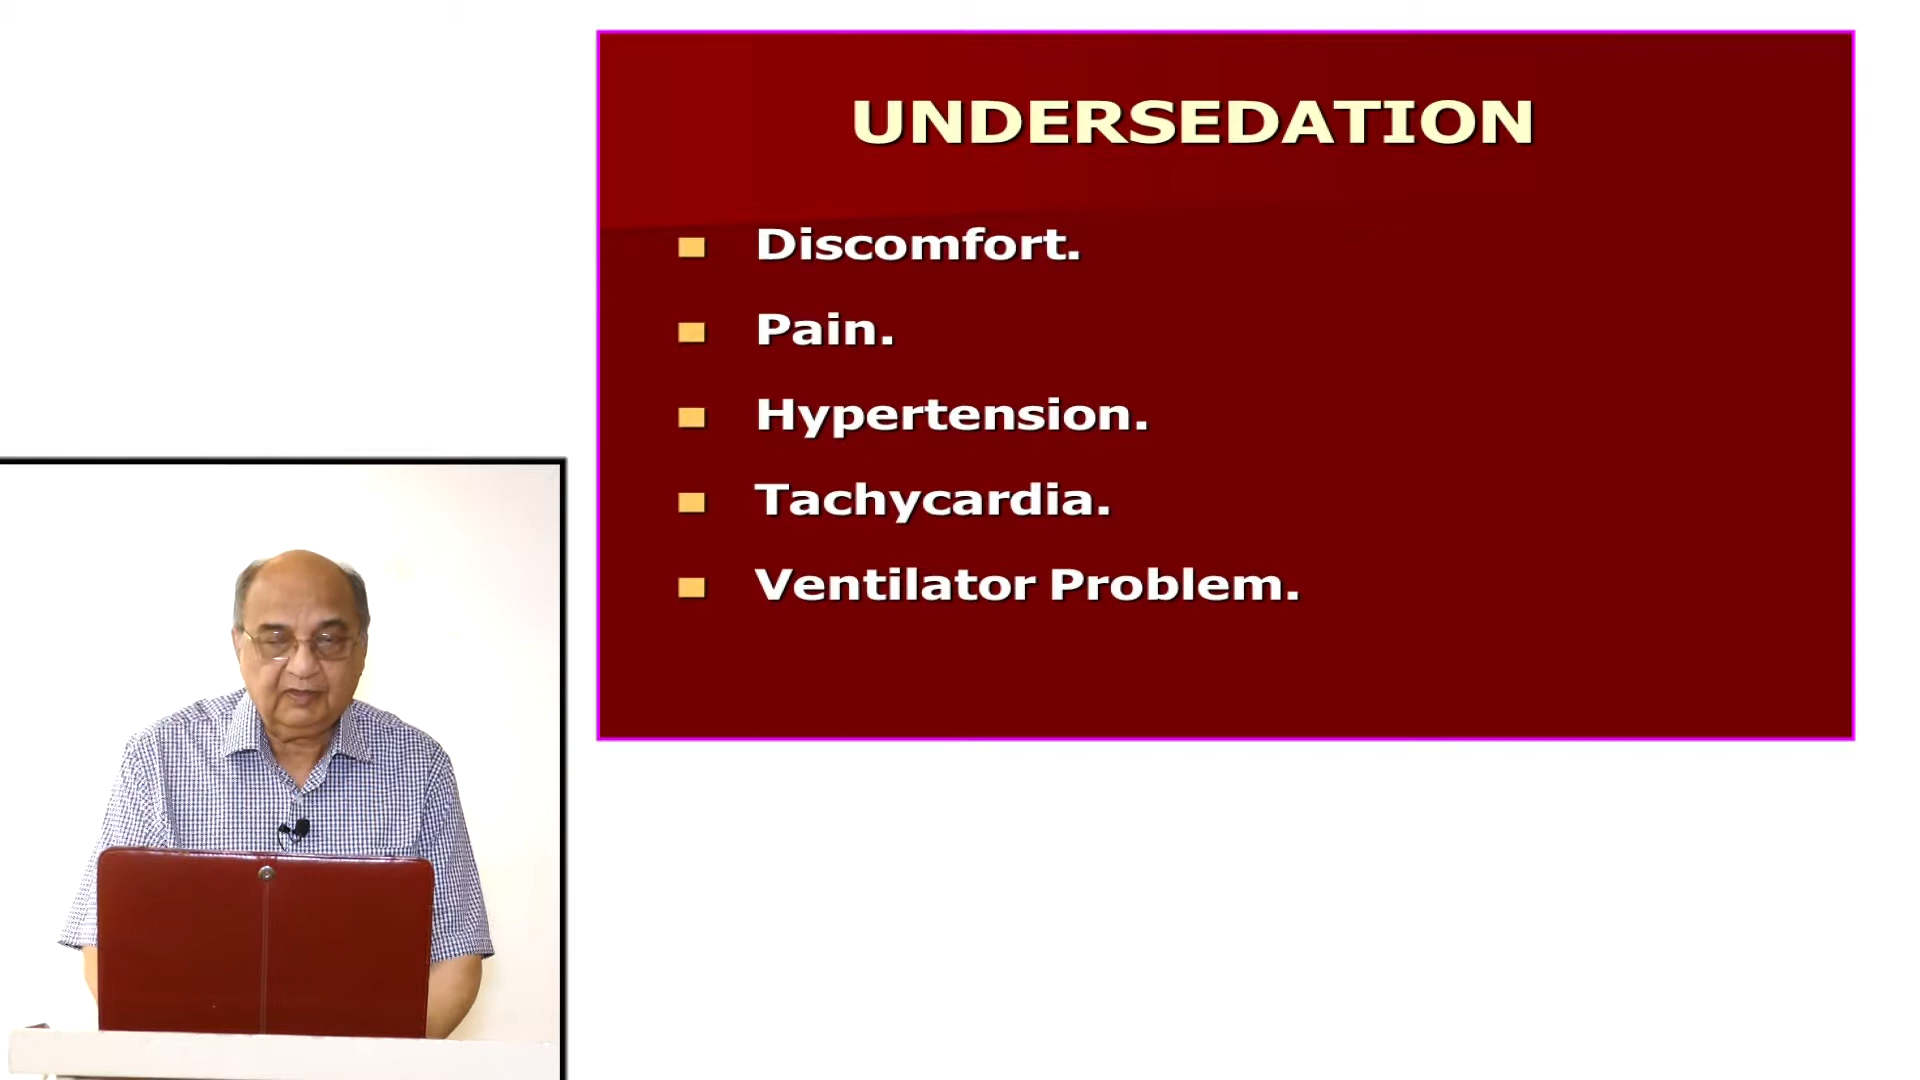 UNDERSEDATION
Discomfort.
Pain.
Hypertension.
Tachycardia.
Ventilator Problem.